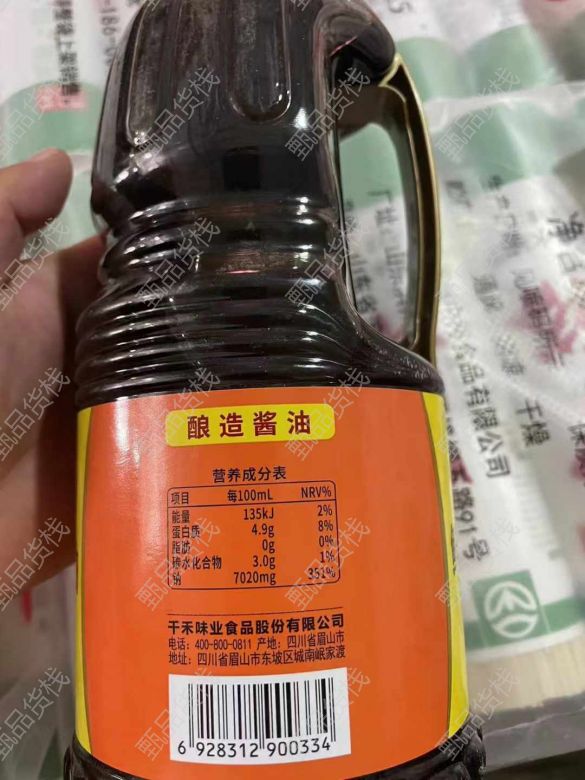 酿造酱油
营养成分表
项目 每100mL NRV%
能量 135kJ 2%
蛋白质 4.9g 8%
脂肪 0g 0%
碳水化合物 3.0g 1%
钠 7020mg 351%
千禾味业食品股份有限公司
电话：400-800-0811 产地：四川省眉山市
地址：四川省眉山市东坡区城南岷家渡
6 928312 900334
甄品货栈
品有限公司
干燥
路91号